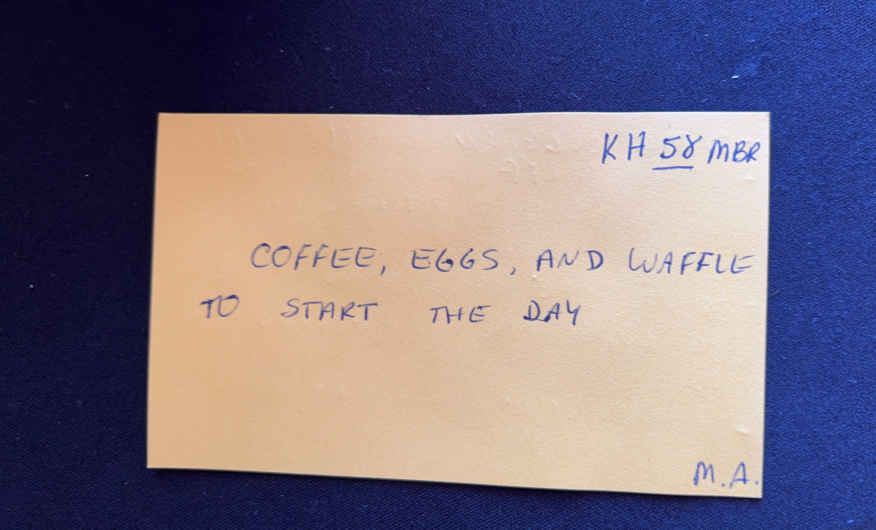 KH 58 MBR
COFFEE, EGGS, AND WAFFLE
TO START THE DAY
M.A.